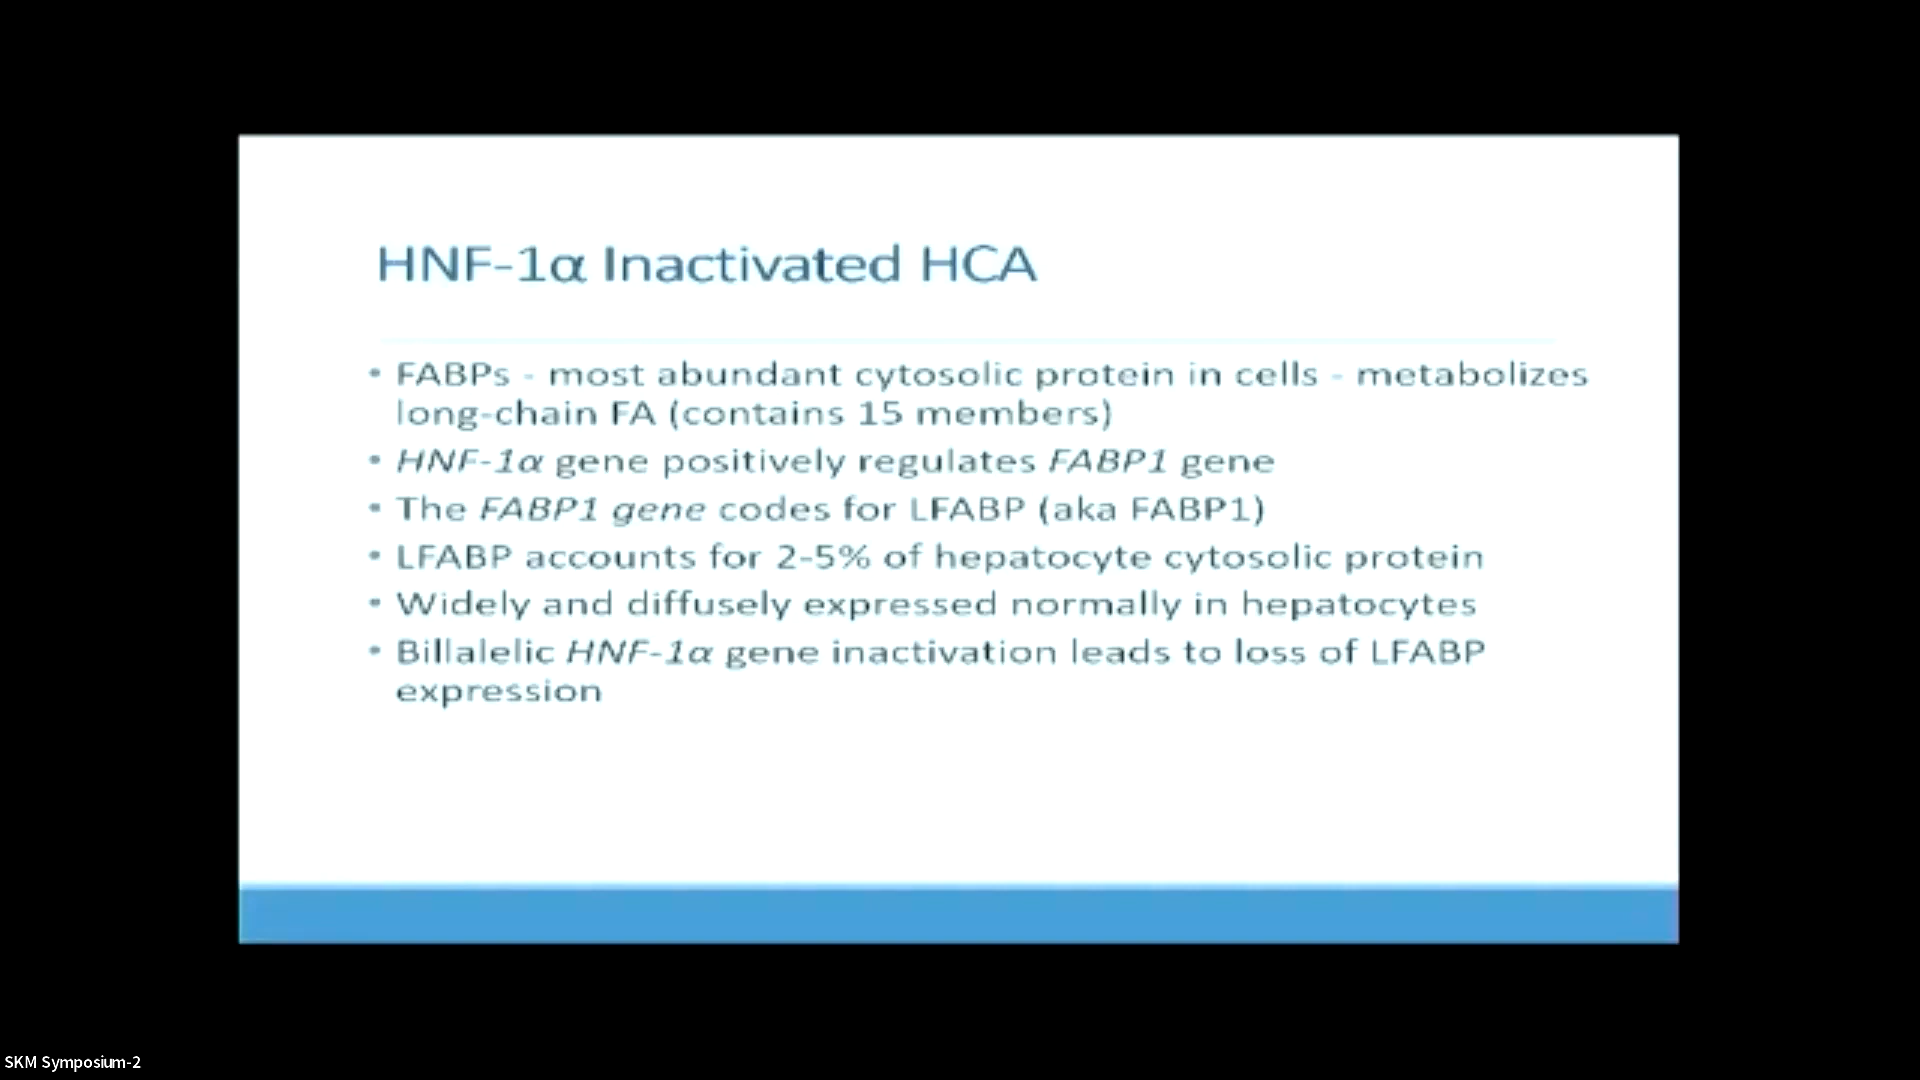 HNF-1α Inactivated HCA
• FABPs - most abundant cytosolic protein in cells - metabolizes
long-chain FA (contains 15 members)
• HNF-1α gene positively regulates FABP1 gene
• The FABP1 gene codes for LFABP (aka FABP1)
• LFABP accounts for 2-5% of hepatocyte cytosolic protein
• Widely and diffusely expressed normally in hepatocytes
• Billalelic HNF-1α gene inactivation leads to loss of LFABP
expression
SKM Symposium-2